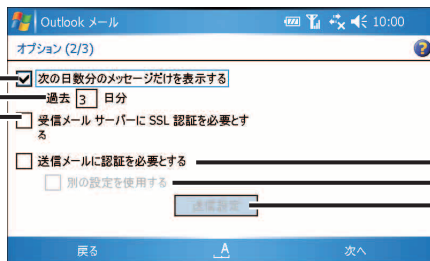 Outlook メール 10:00
オプション (2/3)
次の日数分のメッセージだけを表示する
過去 3 日分
受信メール サーバーに SSL 認証を必要とす
る
送信メールに認証を必要とする
別の設定を使用する
送信設定
戻る A 次へ